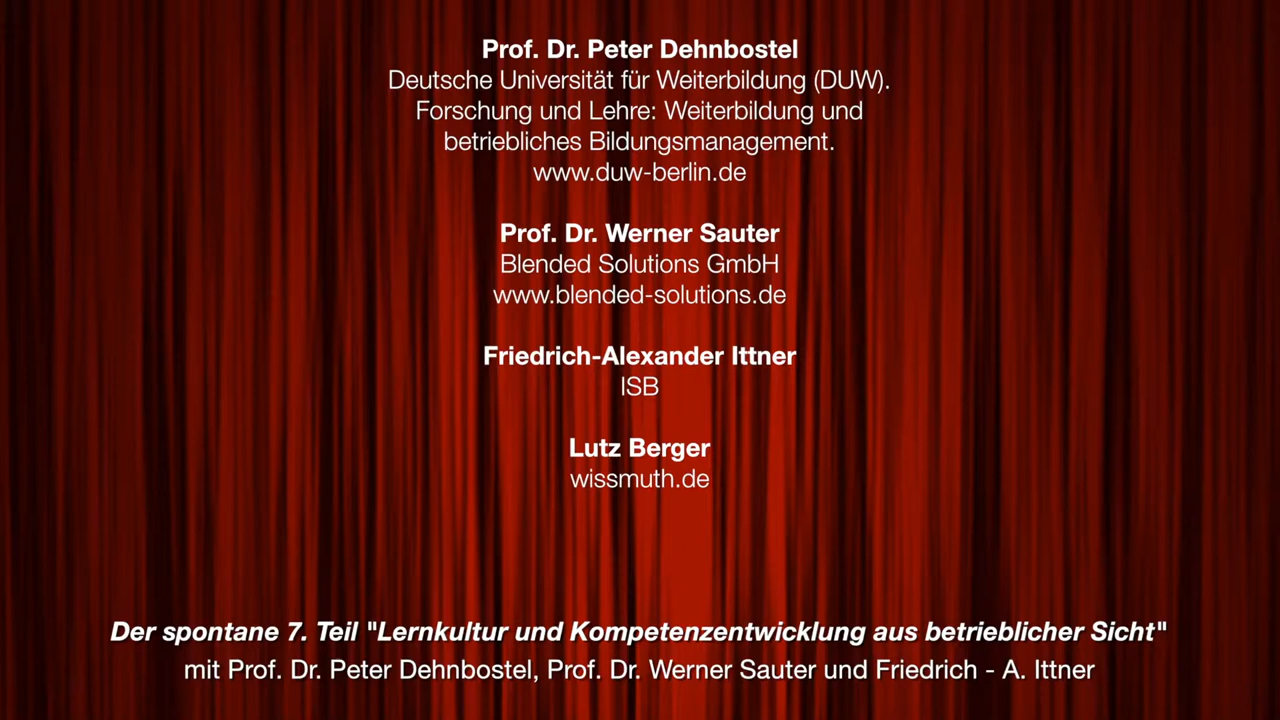 Prof. Dr. Peter Dehnbostel
Deutsche Universität für Weiterbildung (DUW).
Forschung und Lehre: Weiterbildung und
betriebliches Bildungsmanagement.
www.duw-berlin.de
Prof. Dr. Werner Sauter
Blended Solutions GmbH
www.blended-solutions.de
Friedrich-Alexander Ittner
ISB
Lutz Berger
wissmuth.de
Der spontane 7. Teil "Lernkultur und Kompetenzentwicklung aus betrieblicher Sicht"
mit Prof. Dr. Peter Dehnbostel, Prof. Dr. Werner Sauter und Friedrich - A. Ittner